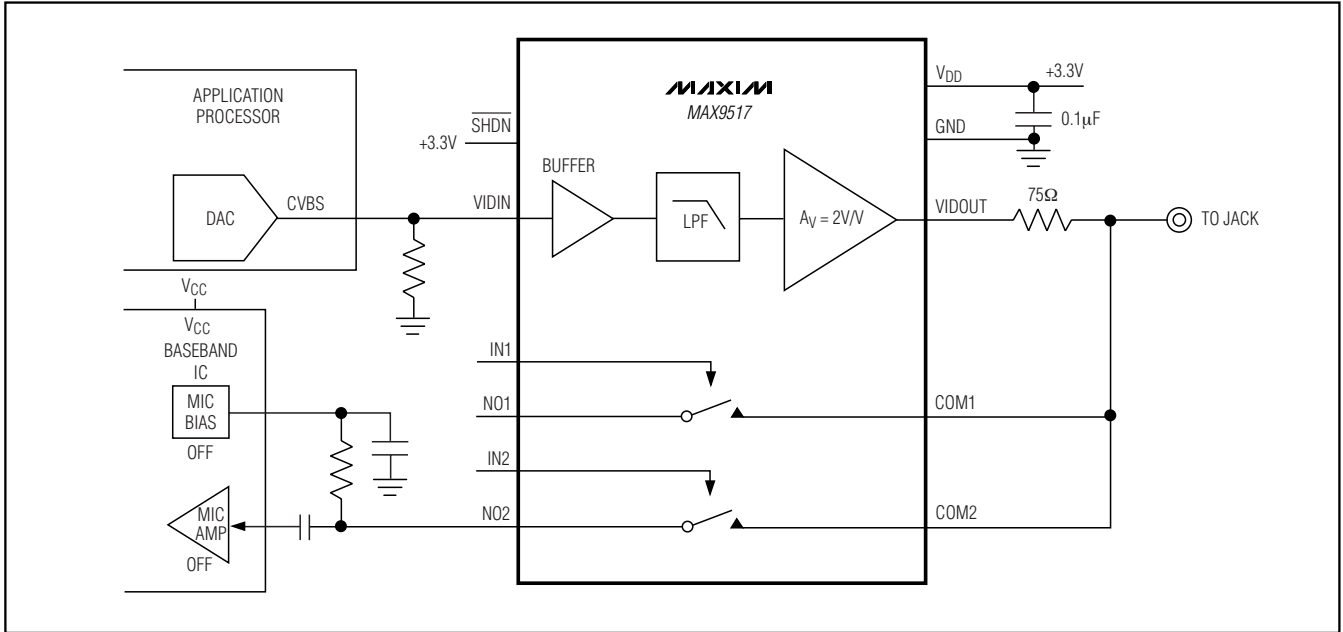 APPLICATION
PROCESSOR
DAC
CVBS
VCC
VCC
BASEBAND
IC
MIC
BIAS
OFF
MIC
AMP
OFF
MAXIM
MAX9517
SHDN
+3.3V
VIDIN
BUFFER
LPF
AV = 2V/V
IN1
NO1
IN2
NO2
VDD
+3.3V
0.1µF
GND
75Ω
VIDOUT
TO JACK
COM1
COM2